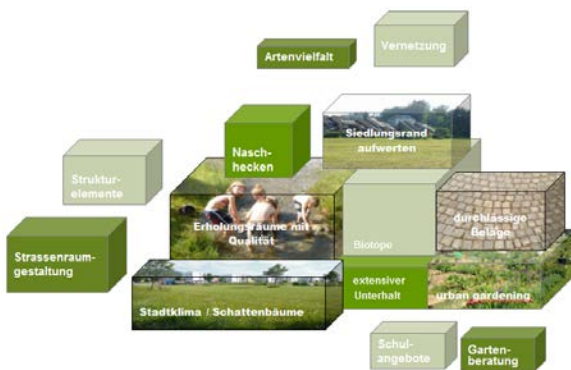 Vernetzung
Artenvielfalt
Siedlungsrand
aufwerten
Nasch-
hecken
Struktur-
elemente
Erholungsräume mit
Qualität
durchlässige
Beläge
Biotope
Strassenraum-
gestaltung
extensiver
Unterhalt
urban gardening
Stadtklima / Schattenbäume
Schul-
angebote
Garten-
beratung